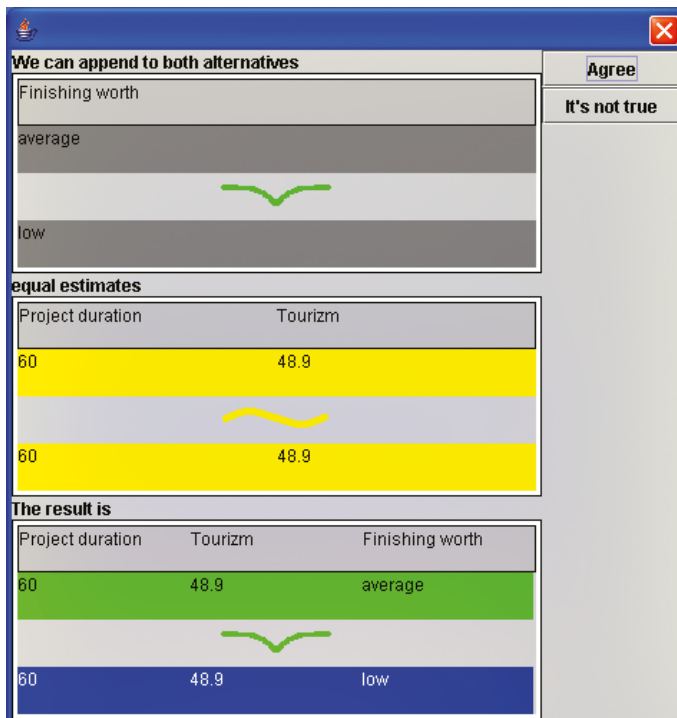 We can append to both alternatives
Agree
Finishing worth
It's not true
average
low
equal estimates
Project duration Tourizm
60 48.9
60 48.9
The result is
Project duration Tourizm Finishing worth
60 48.9 average
60 48.9 low